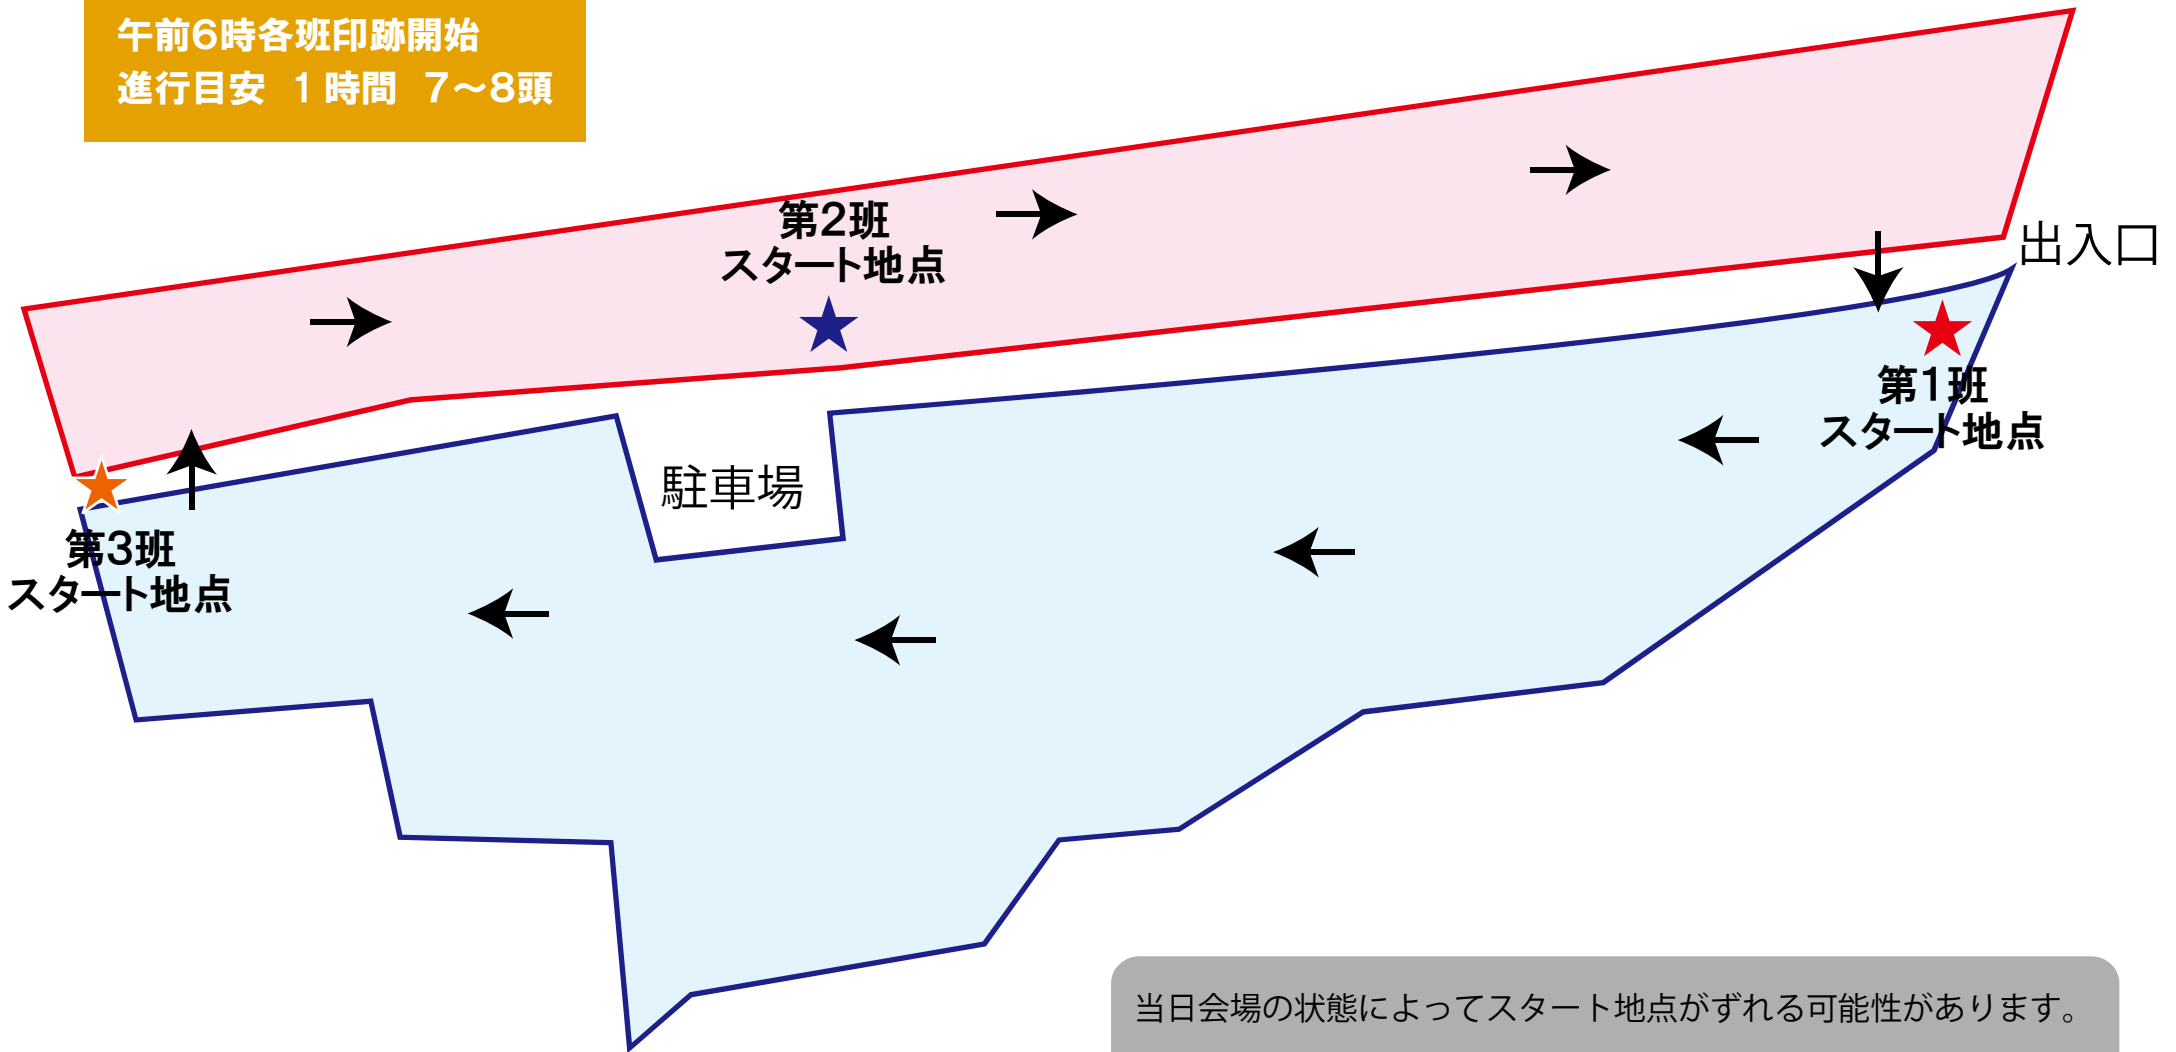 午前6時各班印跡開始
進行目安　1時間　7～8頭
第2班
スタート地点
出入口
第1班
スタート地点
駐車場
第3班
スタート地点
当日会場の状態によってスタート地点がずれる可能性があります。